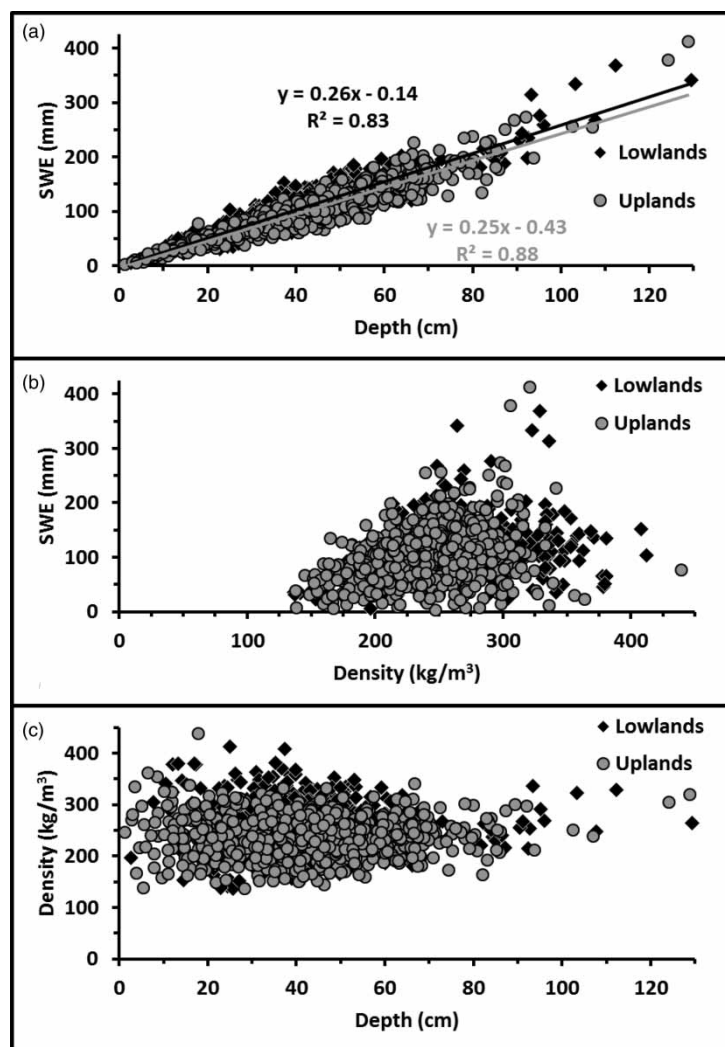 (a)
400
300
200
100
0
SWE (mm)
y = 0.26x - 0.14
R² = 0.83
Lowlands
Uplands
y = 0.25x - 0.43
R² = 0.88
0 20 40 60 80 100 120
Depth (cm)
(b)
400
300
200
100
0
SWE (mm)
Lowlands
Uplands
0 100 200 300 400
Density (kg/m³)
(c)
400
300
200
100
0
Density (kg/m³)
Lowlands
Uplands
0 20 40 60 80 100 120
Depth (cm)